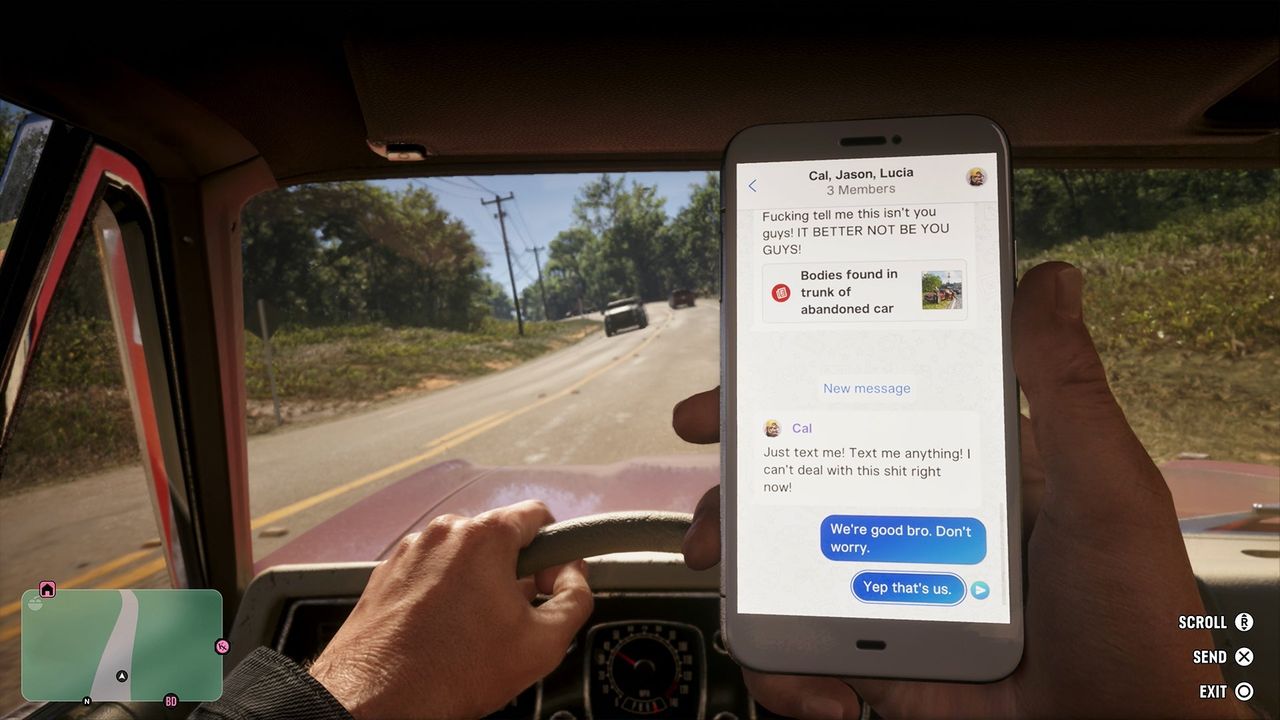 Cal, Jason, Lucia
3 Members
Fucking tell me this isn't you
guys! IT BETTER NOT BE YOU
GUYS!
Bodies found in
trunk of
abandoned car
New message
Cal
Just text me! Text me anything! I
can't deal with this shit right
now!
We're good bro. Don't
worry.
Yep that's us.
N
BD
SCROLL R
SEND
EXIT